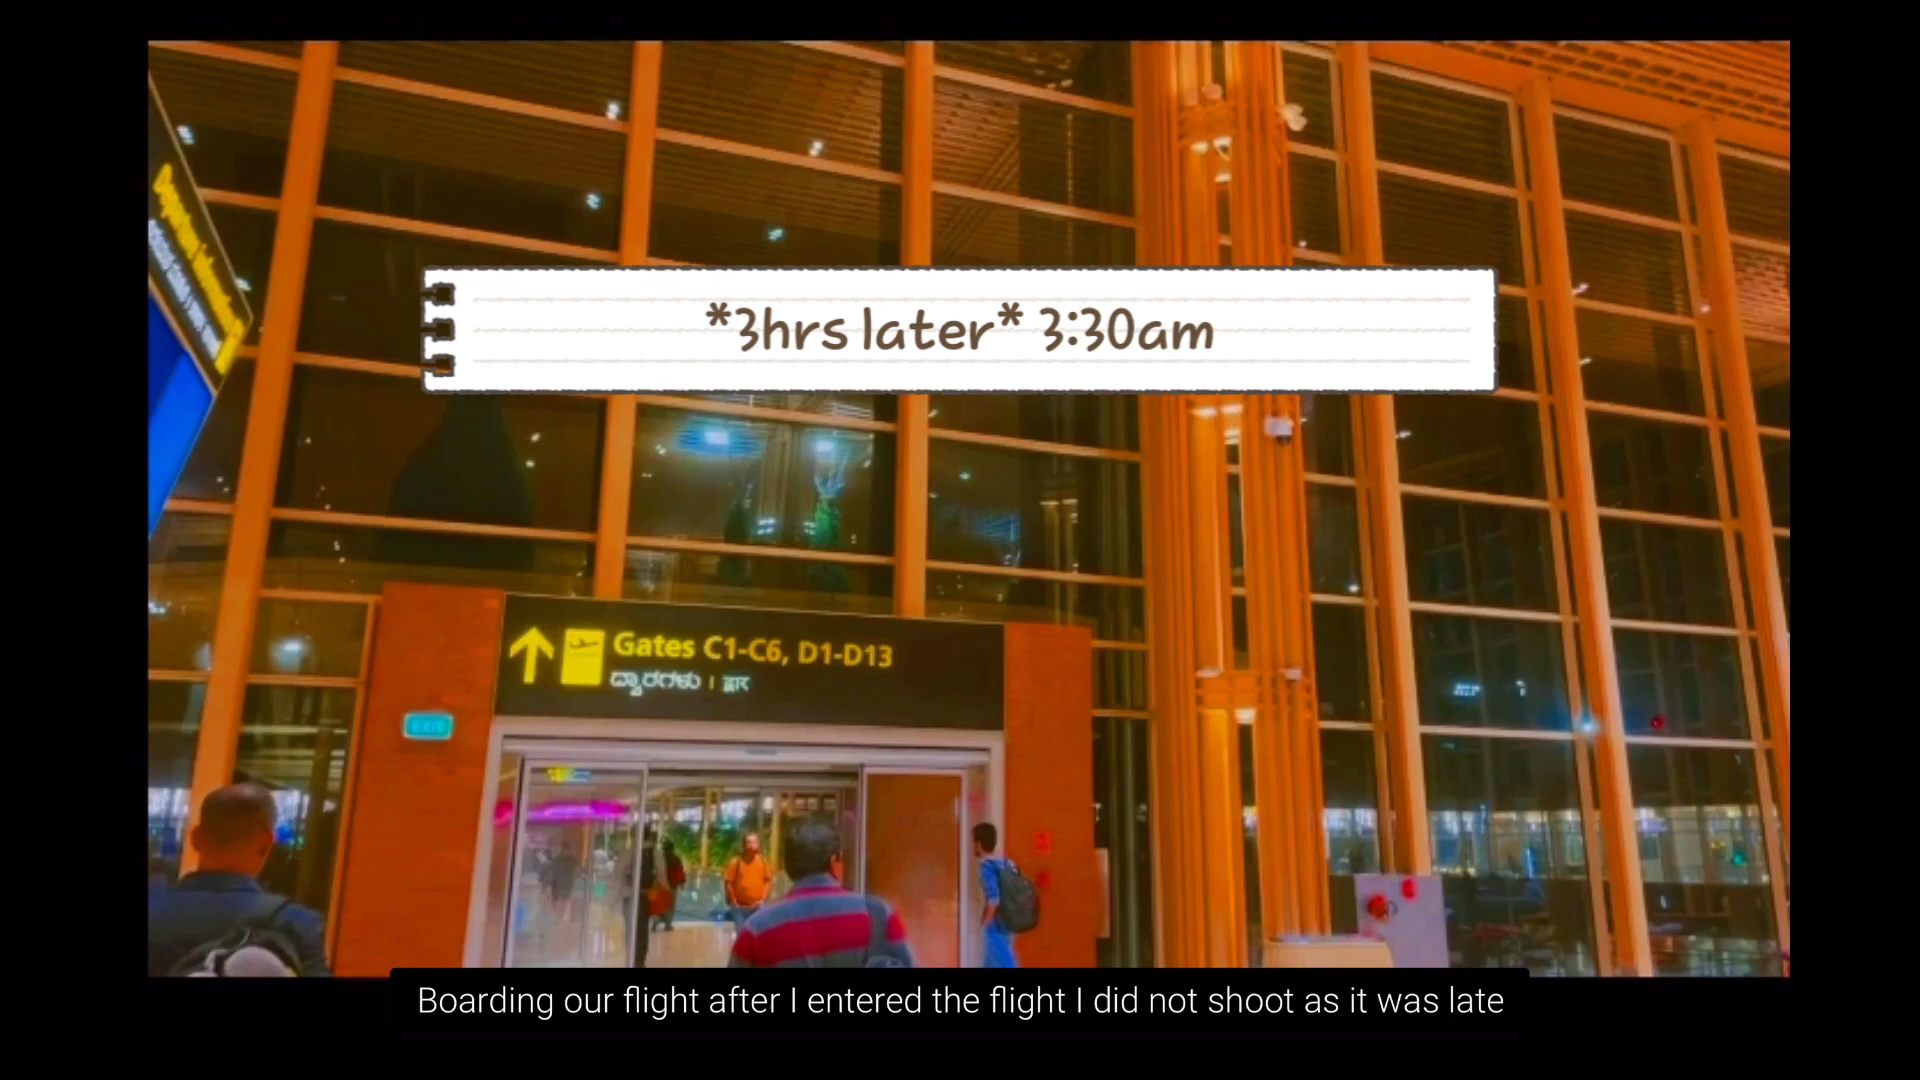 *3hrs later* 3:30am
Gates C1-C6, D1-D13
ದ್ವಾರಗಳು | द्वार
EXIT
Boarding our flight after I entered the flight I did not shoot as it was late